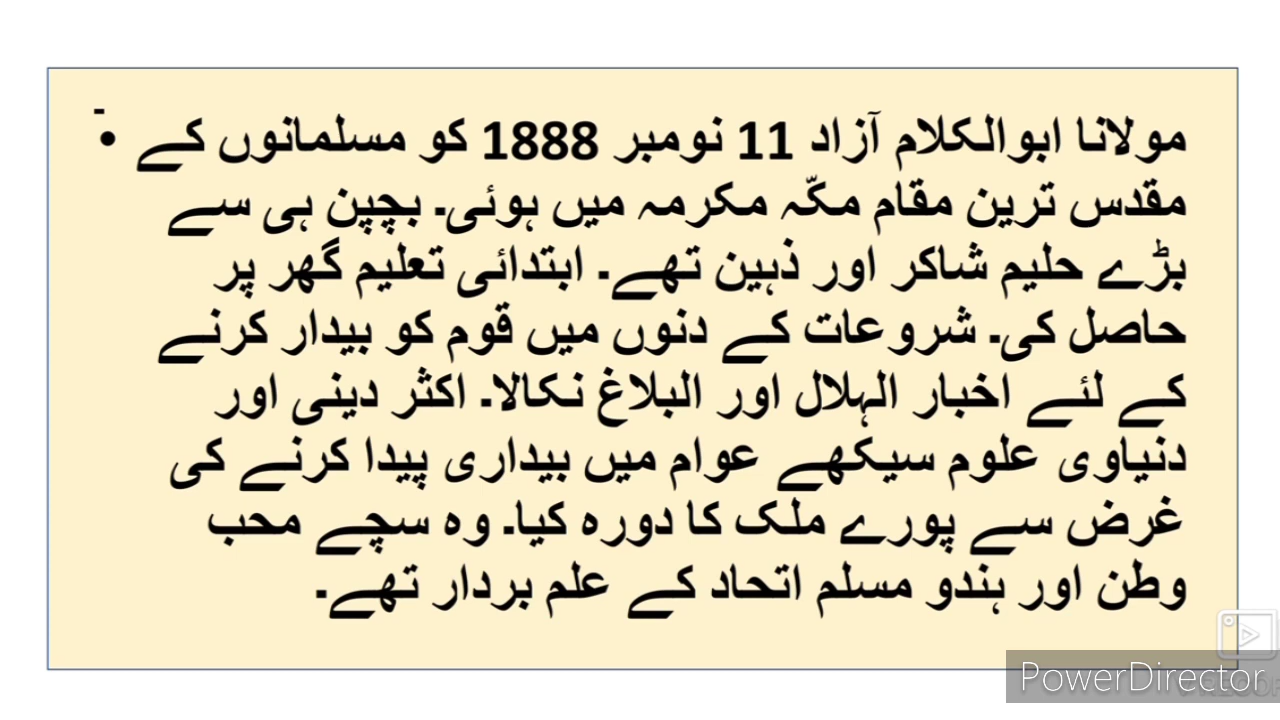 مولانا ابوالکلام آزاد 11 نومبر 1888 کو مسلمانوں کے •
مقدس ترین مقام مکّہ مکرمہ میں ہوئی۔ بچپن ہی سے
بڑے حلیم شاکر اور ذہین تھے۔ ابتدائی تعلیم گھر پر
حاصل کی۔ شروعات کے دنوں میں قوم کو بیدار کرنے
کے لئے اخبار الہلال اور البلاغ نکالا۔ اکثر دینی اور
دنیاوی علوم سیکھے عوام میں بیداری پیدا کرنے کی
غرض سے پورے ملک کا دورہ کیا۔ وہ سچے محب
وطن اور ہندو مسلم اتحاد کے علم بردار تھے۔
PowerDirector